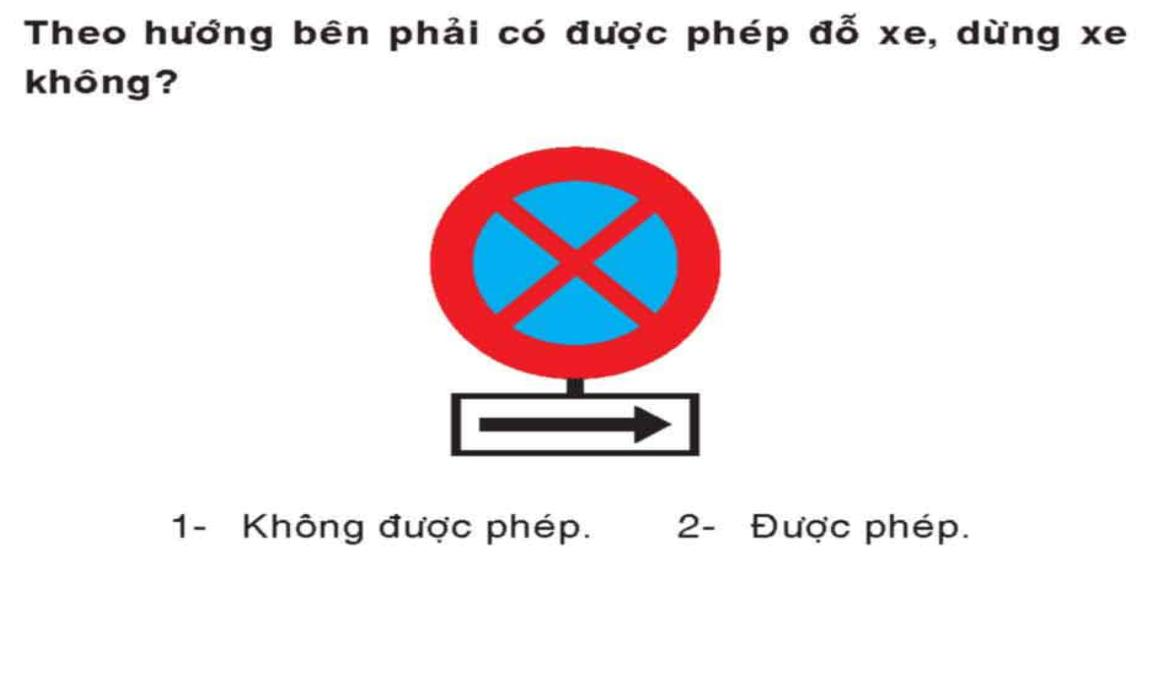 Theo hướng bên phải có được phép đỗ xe, dừng xe
không?
1- Không được phép. 2- Được phép.